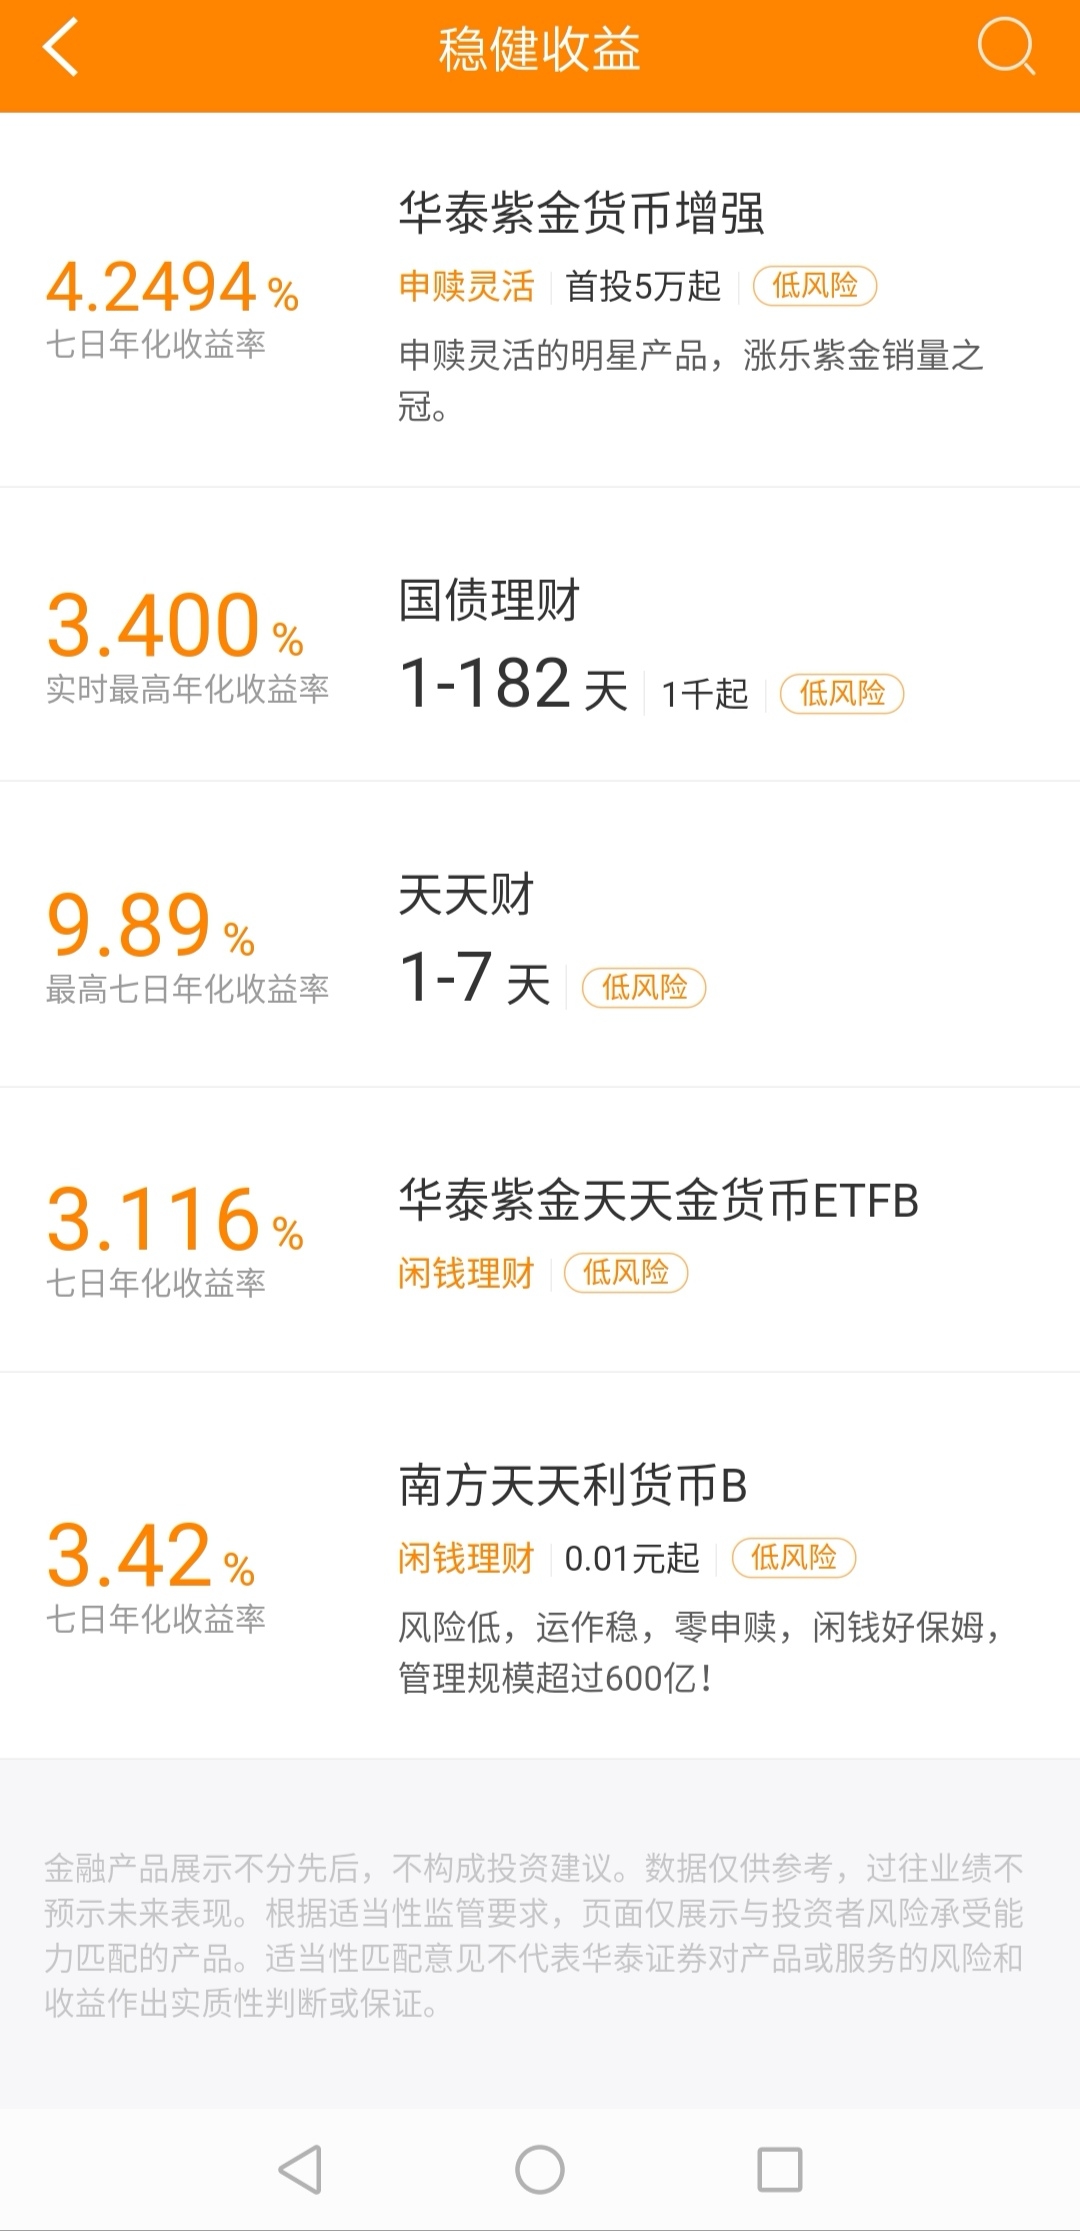 稳健收益
华泰紫金货币增强
4.2494%
七日年化收益率
申赎灵活 首投5万起 低风险
申赎灵活的明星产品，涨乐紫金销量之
冠。
国债理财
3.400%
实时最高年化收益率
1-182 天 1千起 低风险
天天财
9.89%
最高七日年化收益率
1-7 天 低风险
华泰紫金天天金货币ETFB
3.116%
七日年化收益率
闲钱理财 低风险
南方天天利货币B
3.42%
七日年化收益率
闲钱理财 0.01元起 低风险
风险低，运作稳，零申赎，闲钱好保姆，
管理规模超过600亿！
金融产品展示不分先后，不构成投资建议。数据仅供参考，过往业绩不
预示未来表现。根据适当性监管要求，页面仅展示与投资者风险承受能
力匹配的产品。适当性匹配意见不代表华泰证券对产品或服务的风险和
收益作出实质性判断或保证。